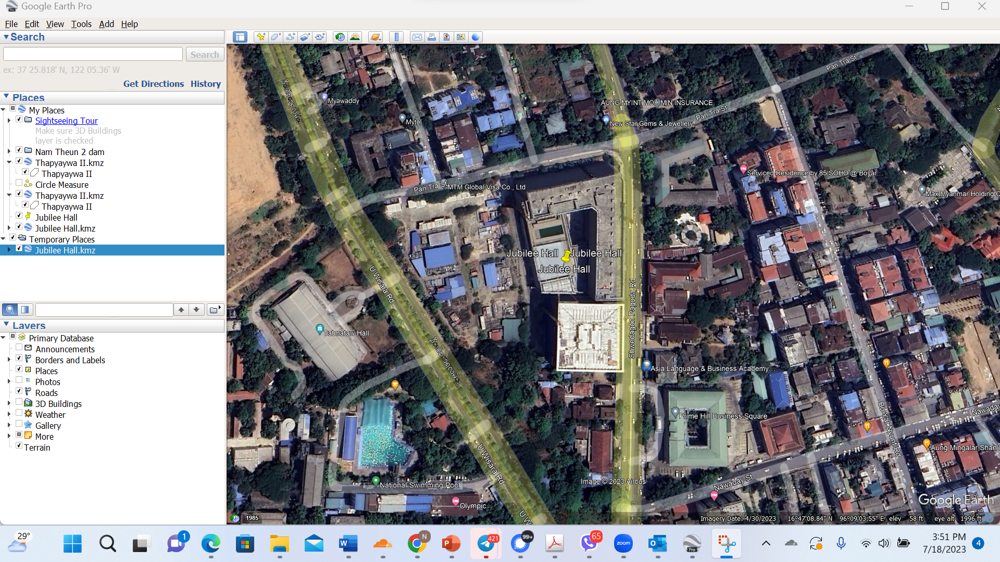 Google Earth Pro
File Edit View Tools Add Help
Search
Search
ex: 37 25.818' N, 122 05.36' W
Get Directions History
Places
My Places
Sightseeing Tour
Make sure 3D Buildings
layer is checked
Nam Theun 2 dam
Thapyaywa II.kmz
Thapyaywa II
Circle Measure
Thapyaywa II.kmz
Thapyaywa II
Jubilee Hall
Jubilee Hall.kmz
Temporary Places
Jubilee Hall.kmz
Layers
Primary Database
Announcements
Borders and Labels
Places
Photos
Roads
3D Buildings
Weather
Gallery
More
Terrain
Pan Tra St
Myawaddy
AUNG MYINT MOH MIN INSURANCE
Mytel
New Star Gems & Jewellery
Pan Tra St
Serviced Residence by 85 SOHO @ Boyar...
Pan Tra St
MTM Global Visa Co., Ltd
Max Myanmar Holding C
Jubilee Hall
Jubilee Hall
Jubilee Hall
U Wisara Rd
Shwedagon Pagoda Rd
Tatmataw Hall
Asia Language & Business Academy...
Prime Hill Business Square
Bo Yar Nyunt Rd
Nawaday
Aung Mingalar Shan
U Wisara Rd
National Swimming Pool
Image © 2023 Airbus
Nawaday St
Olympic
Google Earth
U W
1985
Imagery Date: 4/30/2023 16°47'08.84" N 96°09'03.55" E elev 58 ft eye alt 1996 ft
29°
1
N
421
99+
65
zoom
Pro
3:51 PM
7/18/2023
4